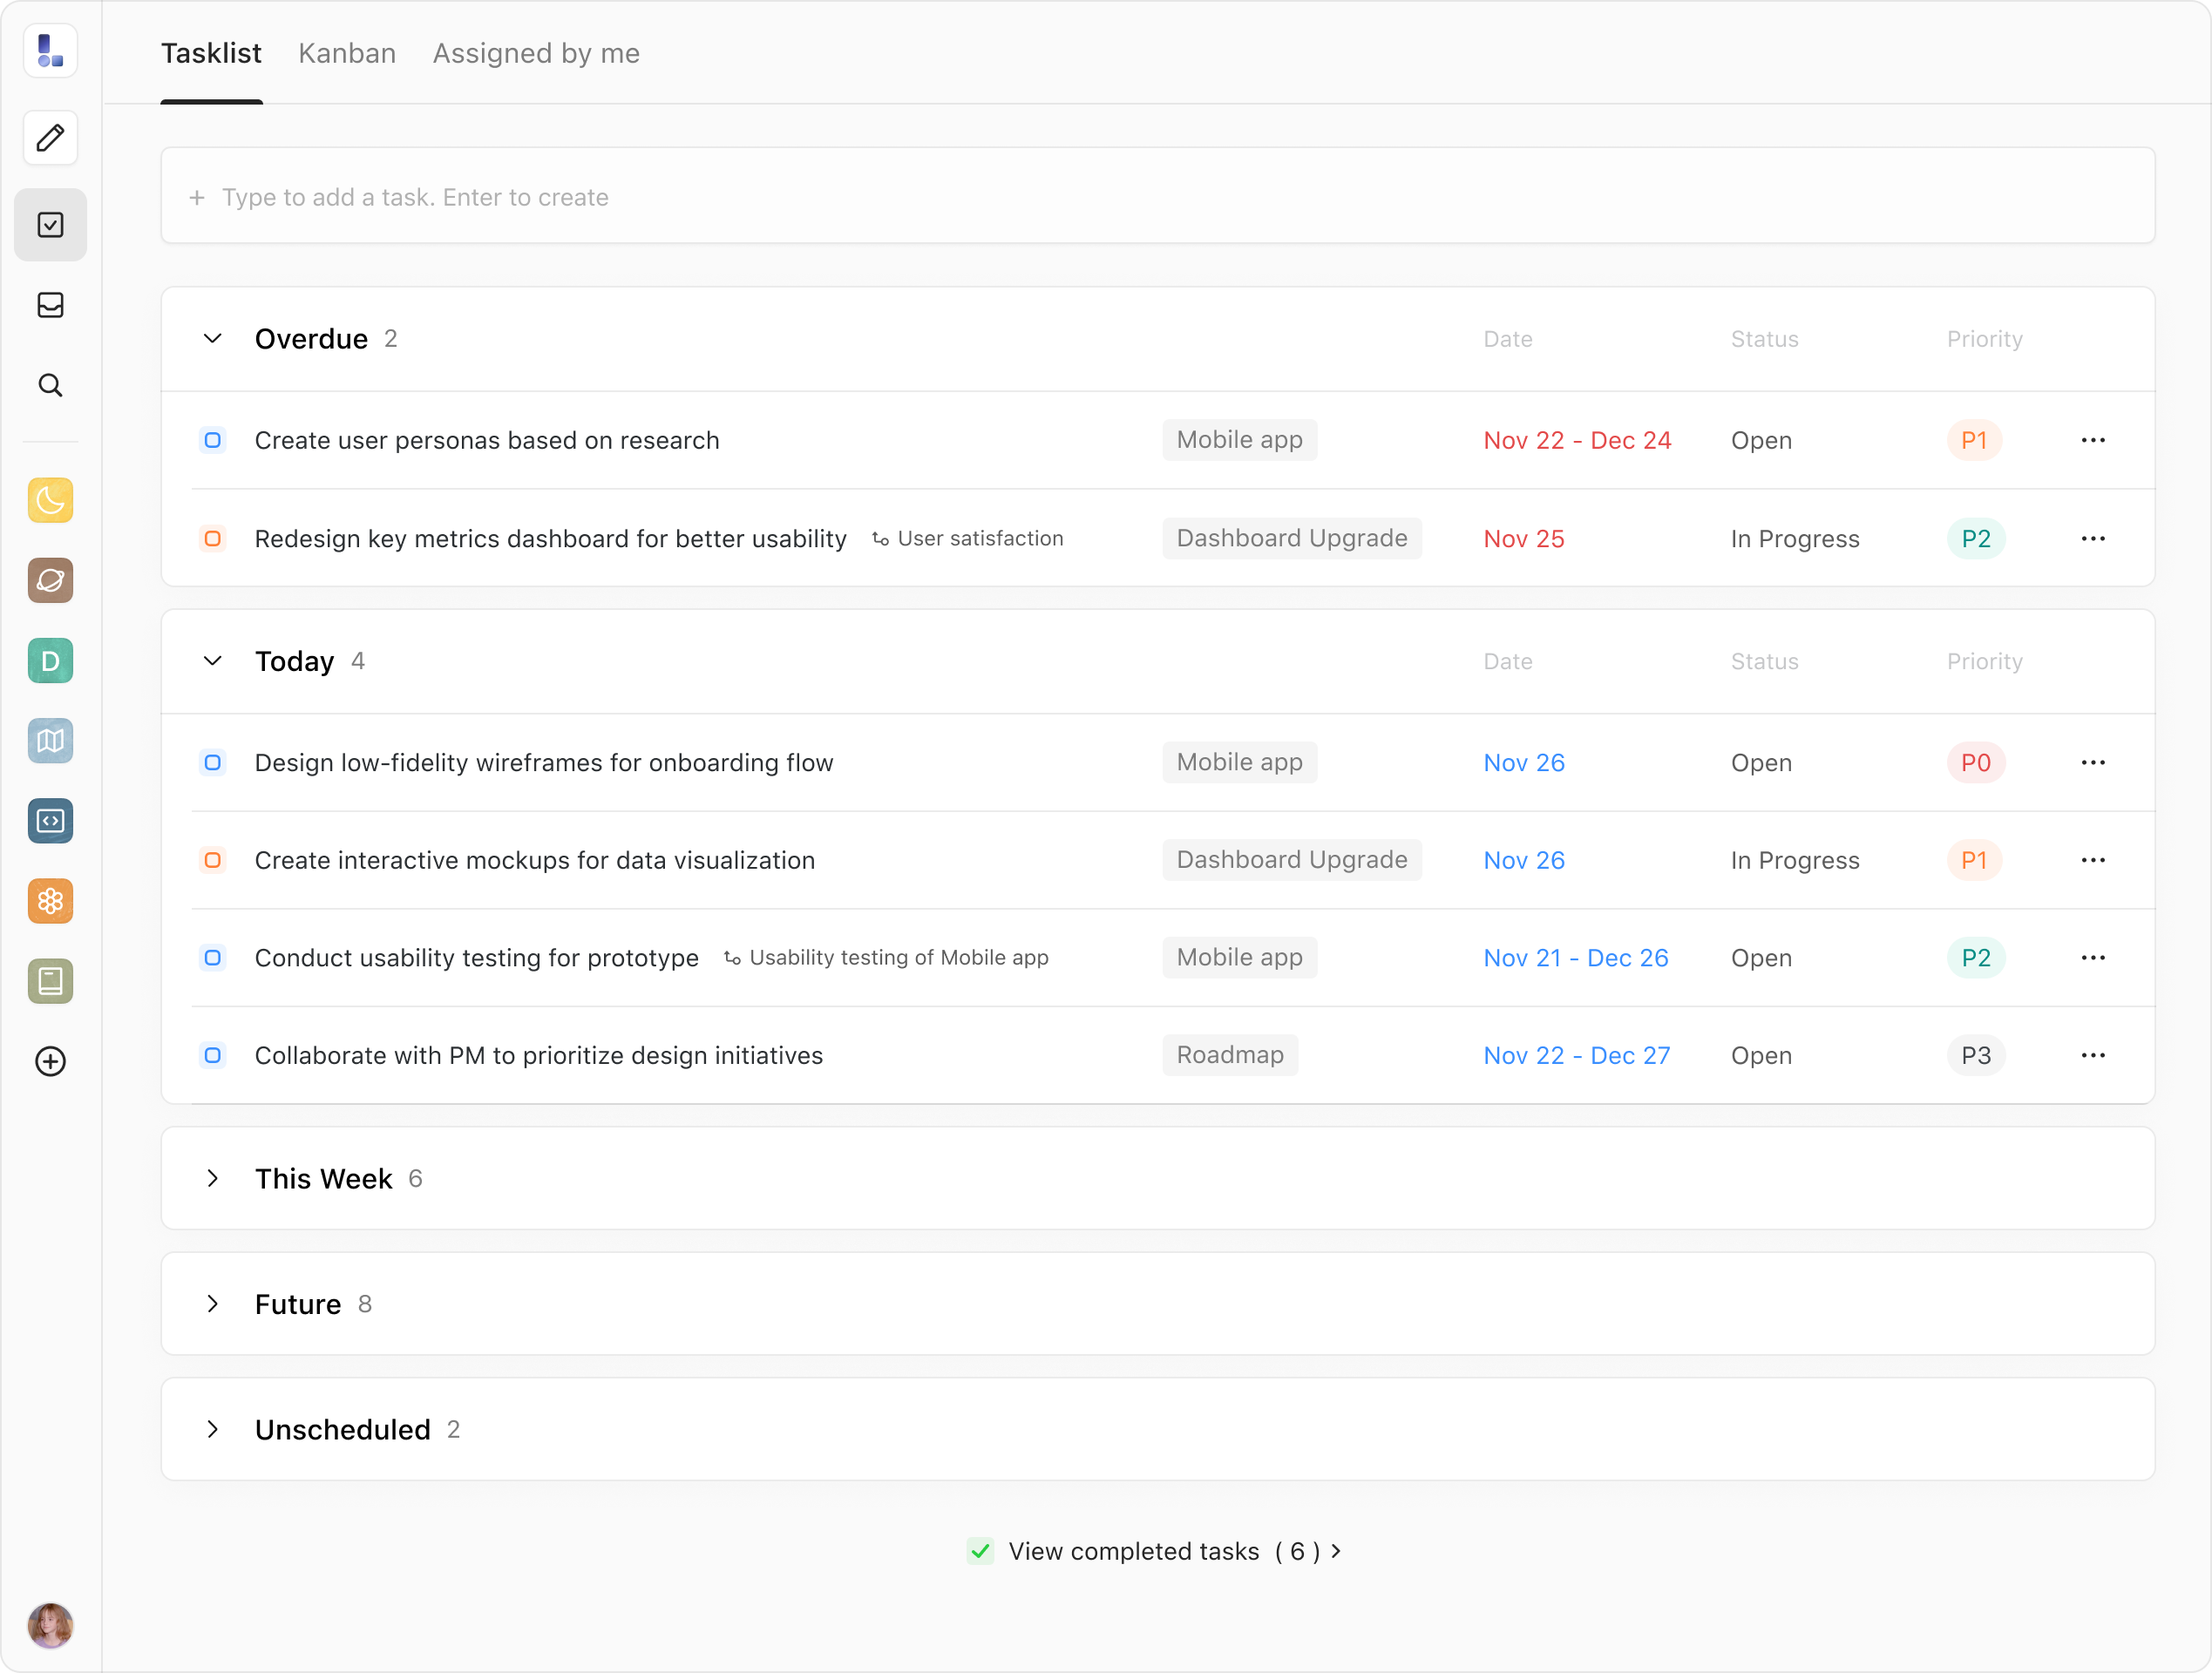 Tasklist Kanban Assigned by me
+ Type to add a task. Enter to create
Overdue 2 Date Status Priority
Create user personas based on research Mobile app Nov 22 - Dec 24 Open P1
Redesign key metrics dashboard for better usability User satisfaction Dashboard Upgrade Nov 25 In Progress P2
Today 4 Date Status Priority
D
Design low-fidelity wireframes for onboarding flow Mobile app Nov 26 Open P0
Create interactive mockups for data visualization Dashboard Upgrade Nov 26 In Progress P1
Conduct usability testing for prototype Usability testing of Mobile app Mobile app Nov 21 - Dec 26 Open P2
Collaborate with PM to prioritize design initiatives Roadmap Nov 22 - Dec 27 Open P3
This Week 6
Future 8
Unscheduled 2
View completed tasks ( 6 )